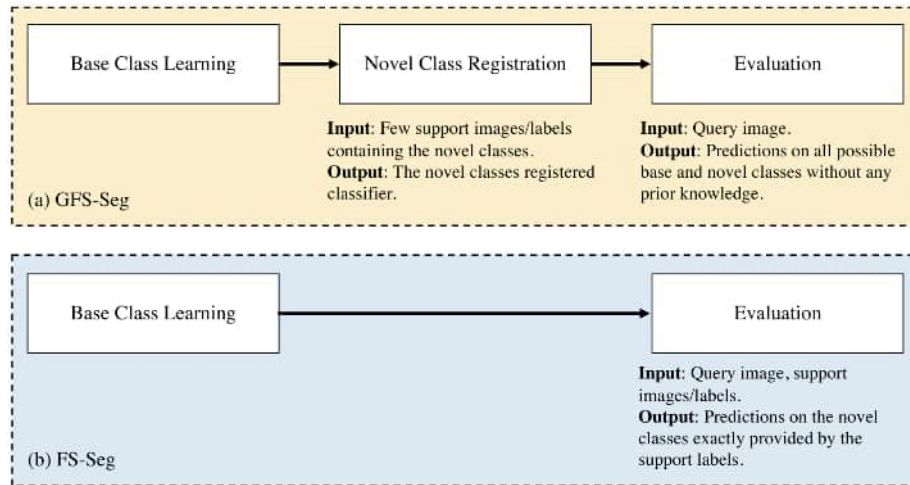 Base Class Learning
Novel Class Registration
Evaluation
Input: Few support images/labels
containing the novel classes.
Output: The novel classes registered
classifier.
Input: Query image.
Output: Predictions on all possible
base and novel classes without any
prior knowledge.
(a) GFS-Seg
Base Class Learning
Evaluation
Input: Query image, support
images/labels.
Output: Predictions on the novel
classes exactly provided by the
support labels.
(b) FS-Seg